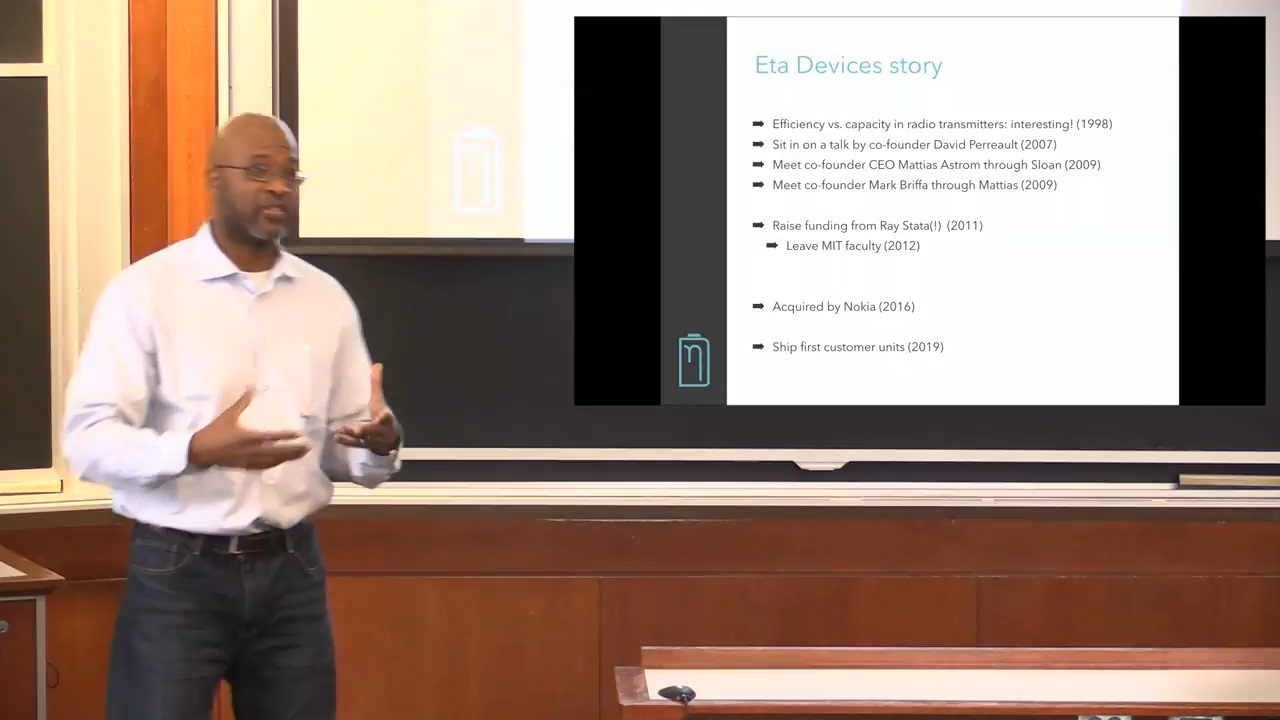 Eta Devices story
Efficiency vs. capacity in radio transmitters: interesting! (1998)
Sit in on a talk by co-founder David Perreault (2007)
Meet co-founder CEO Mattias Astrom through Sloan (2009)
Meet co-founder Mark Briffa through Mattias (2009)
Raise funding from Ray Stata(!) (2011)
Leave MIT faculty (2012)
Acquired by Nokia (2016)
Ship first customer units (2019)
η